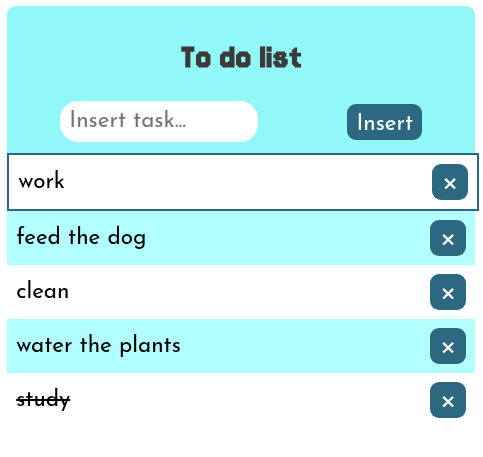 To do list
Insert task...
Insert
work ×
feed the dog ×
clean ×
water the plants ×
study ×